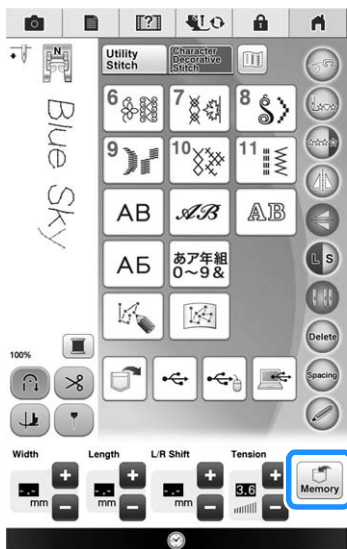 N
Utility
Stitch
Character
Decorative
Stitch
Blue Sky
6
7
8
9
10
11
AB
AB
AB
АБ
あア年組
0～9&
L S
Delete
Spacing
100%
Width
Length
L/R Shift
Tension
mm
mm
mm
3.6
Memory